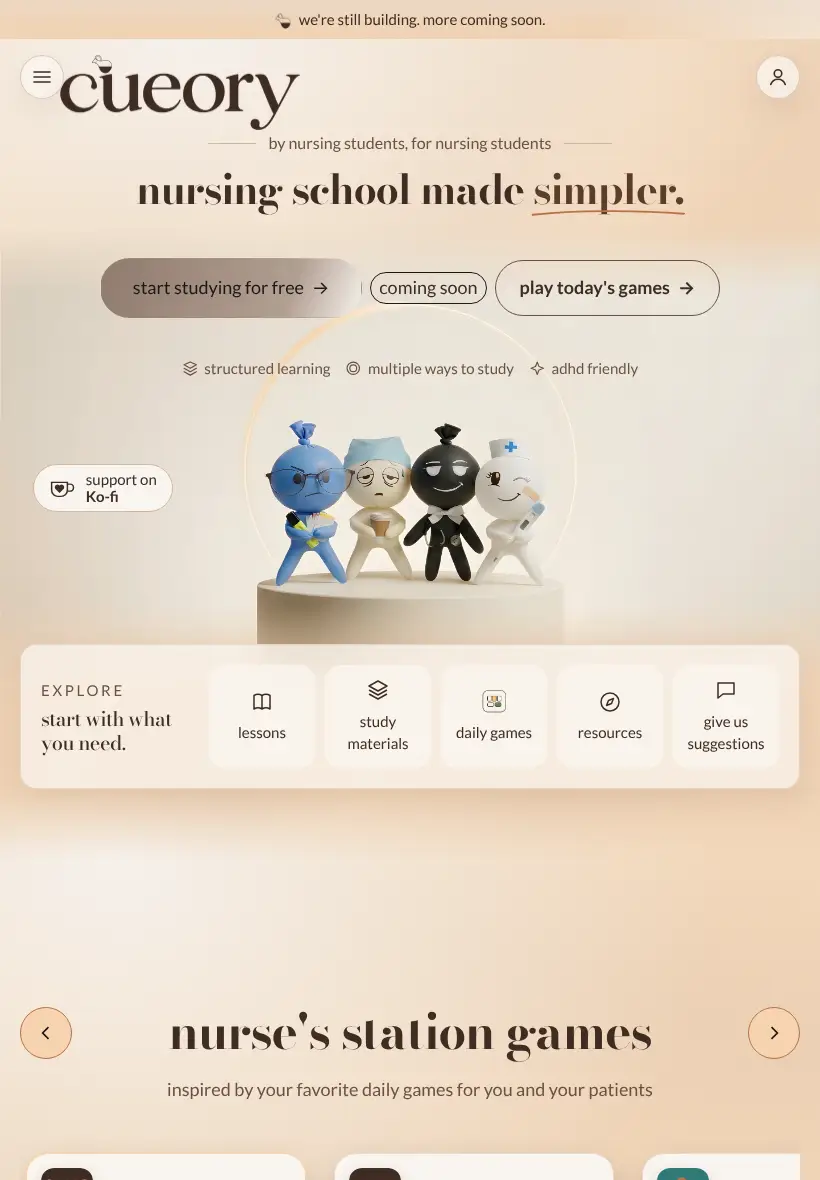 we're still building. more coming soon.
cueory
by nursing students, for nursing students
nursing school made simpler.
start studying for free →
coming soon
play today's games →
structured learning
multiple ways to study
adhd friendly
support on
Ko-fi
EXPLORE
start with what
you need.
lessons
study
materials
daily games
resources
give us
suggestions
nurse's station games
inspired by your favorite daily games for you and your patients